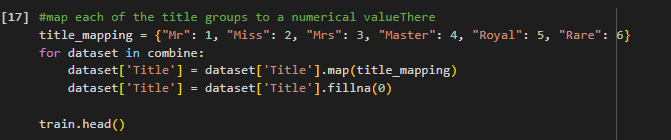 [17] #map each of the title groups to a numerical valueThere
title_mapping = {"Mr": 1, "Miss": 2, "Mrs": 3, "Master": 4, "Royal": 5, "Rare": 6}
for dataset in combine:
    dataset['Title'] = dataset['Title'].map(title_mapping)
    dataset['Title'] = dataset['Title'].fillna(0)
train.head()